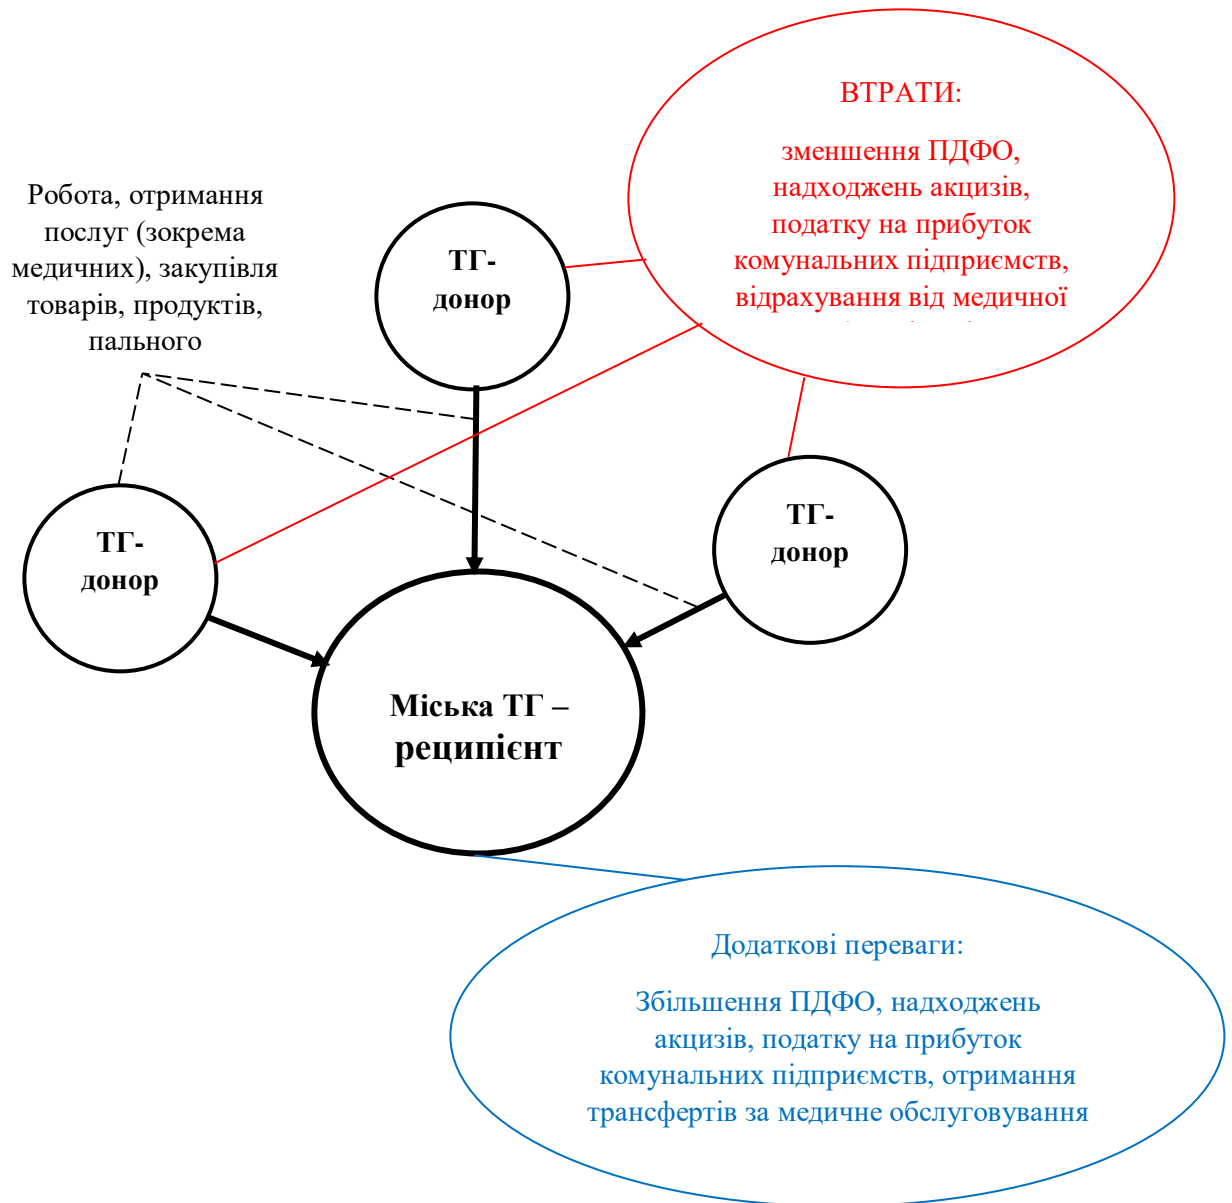 ВТРАТИ:
зменшення ПДФО,
надходжень акцизів,
податку на прибуток
комунальних підприємств,
відрахування від медичної
Робота, отримання
послуг (зокрема
медичних), закупівля
товарів, продуктів,
пального
ТГ-
донор
ТГ-
донор
ТГ-
донор
Міська ТГ –
реципієнт
Додаткові переваги:
Збільшення ПДФО, надходжень
акцизів, податку на прибуток
комунальних підприємств, отримання
трансфертів за медичне обслуговування